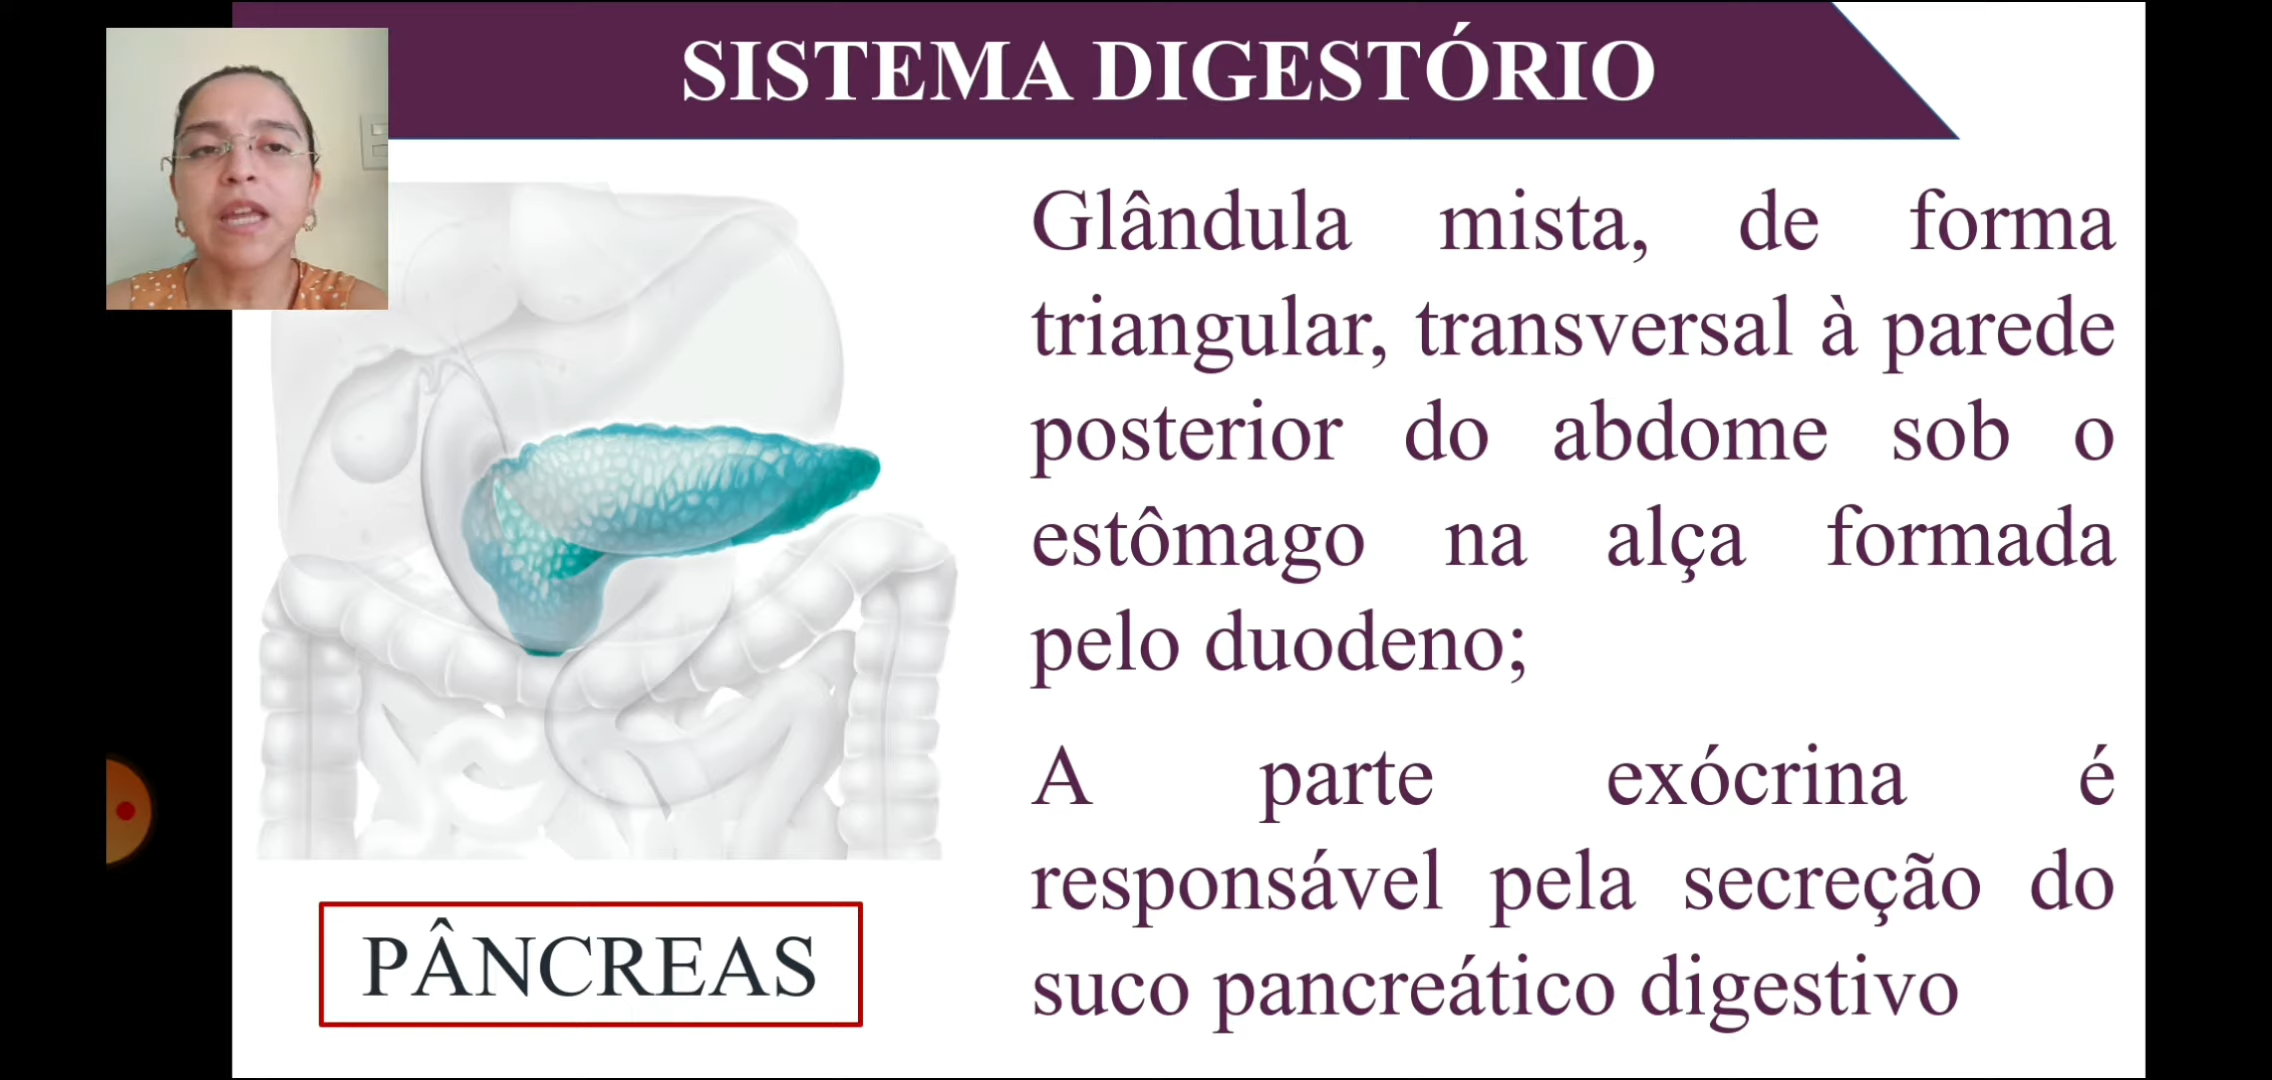 SISTEMA DIGESTÓRIO
Glândula mista, de forma
triangular, transversal à parede
posterior do abdome sob o
estômago na alça formada
pelo duodeno;
A parte exócrina é
responsável pela secreção do
suco pancreático digestivo
PÂNCREAS